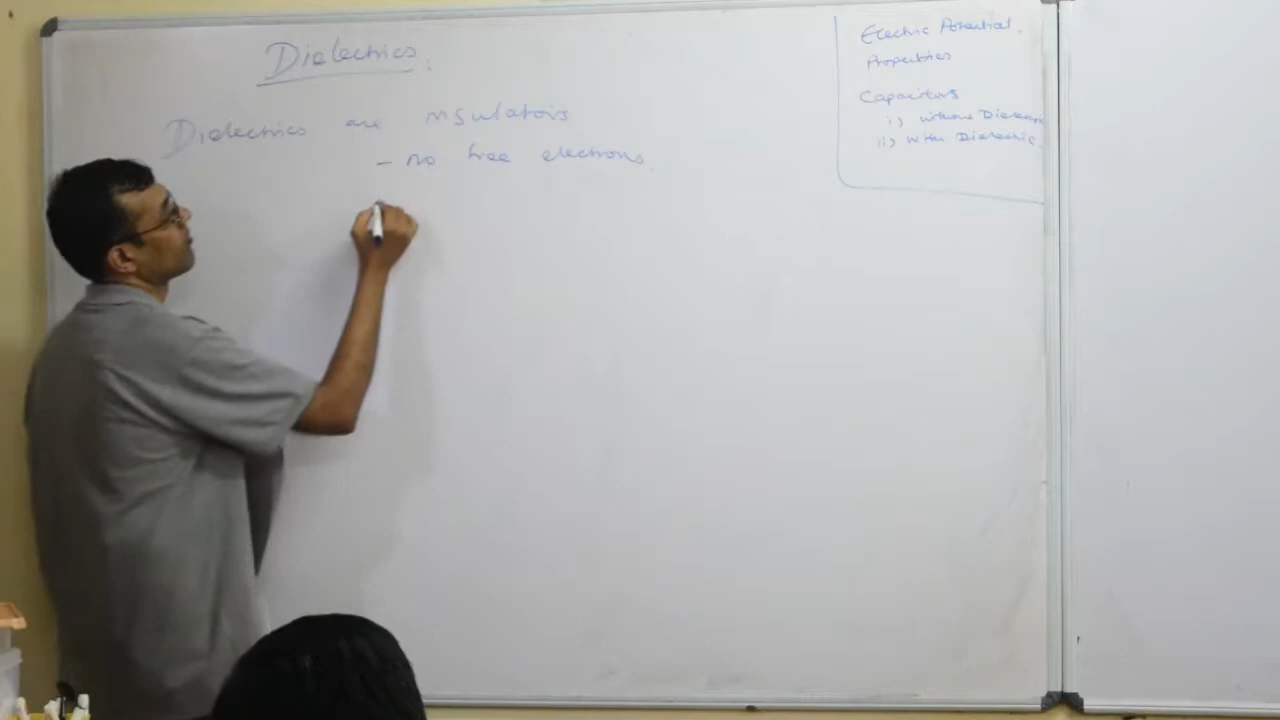 Dielectrics:
Dielectrics are insulators
- no free electrons.
Electric Potential.
Properties
Capacitors
i) without Dielectric
ii) With Dielectric.